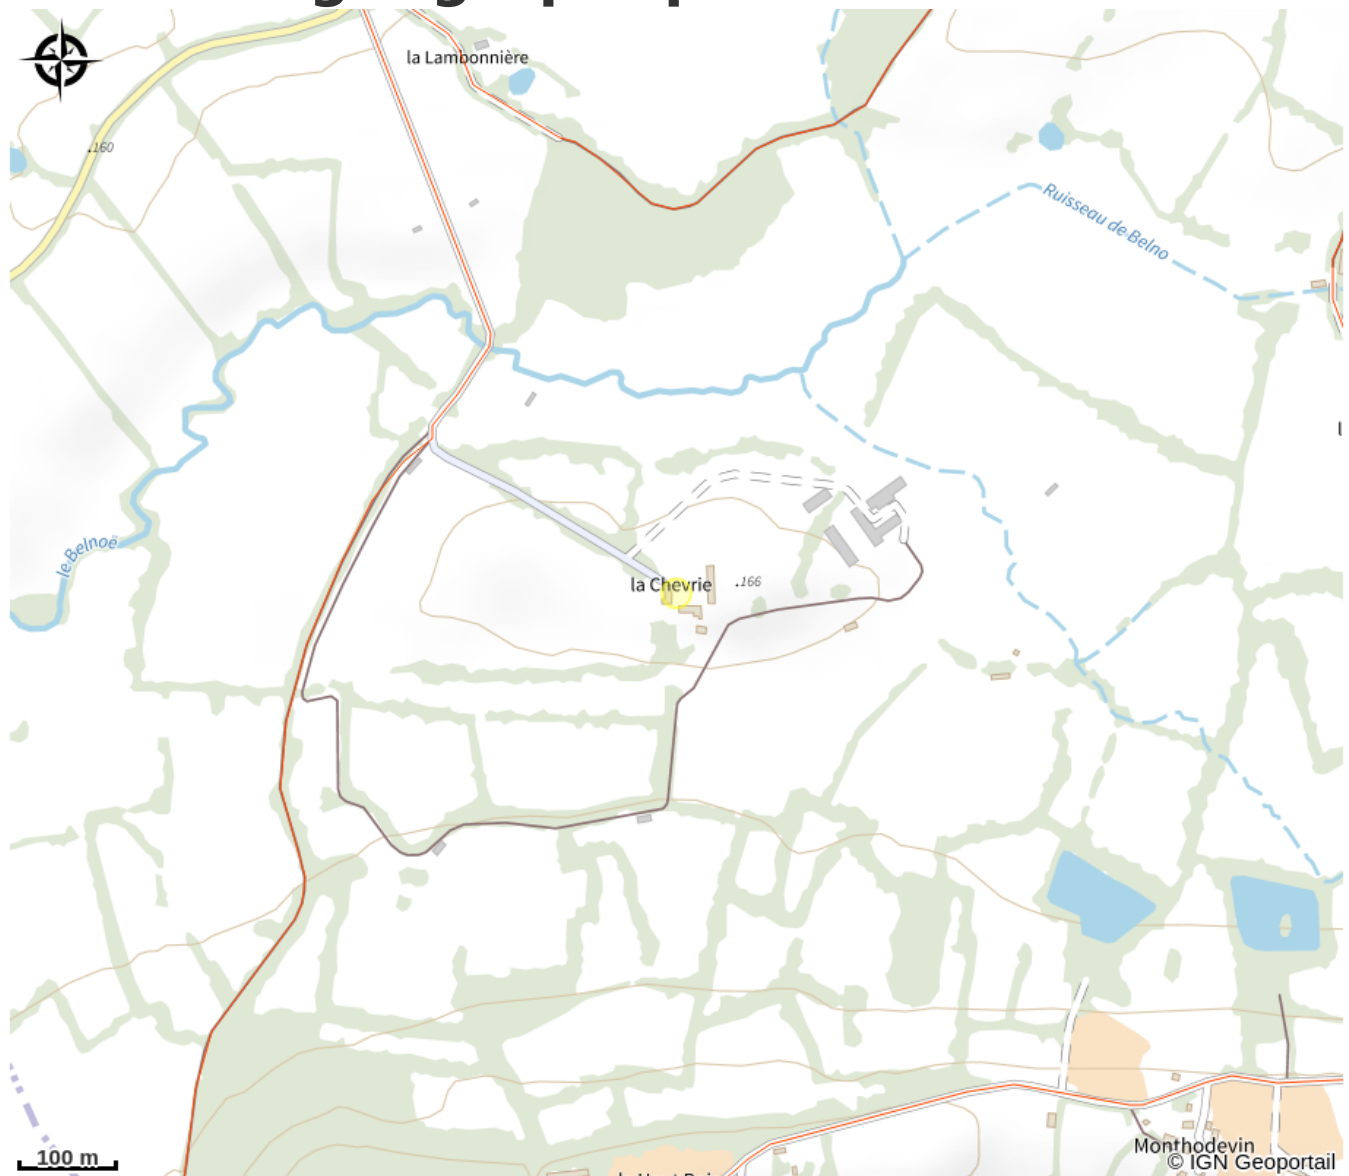 la Lambonnière
.160
Ruisseau de Belno
le Belnoë
la Chevrie
.166
Monthodevin
100 m
© IGN Geoportail